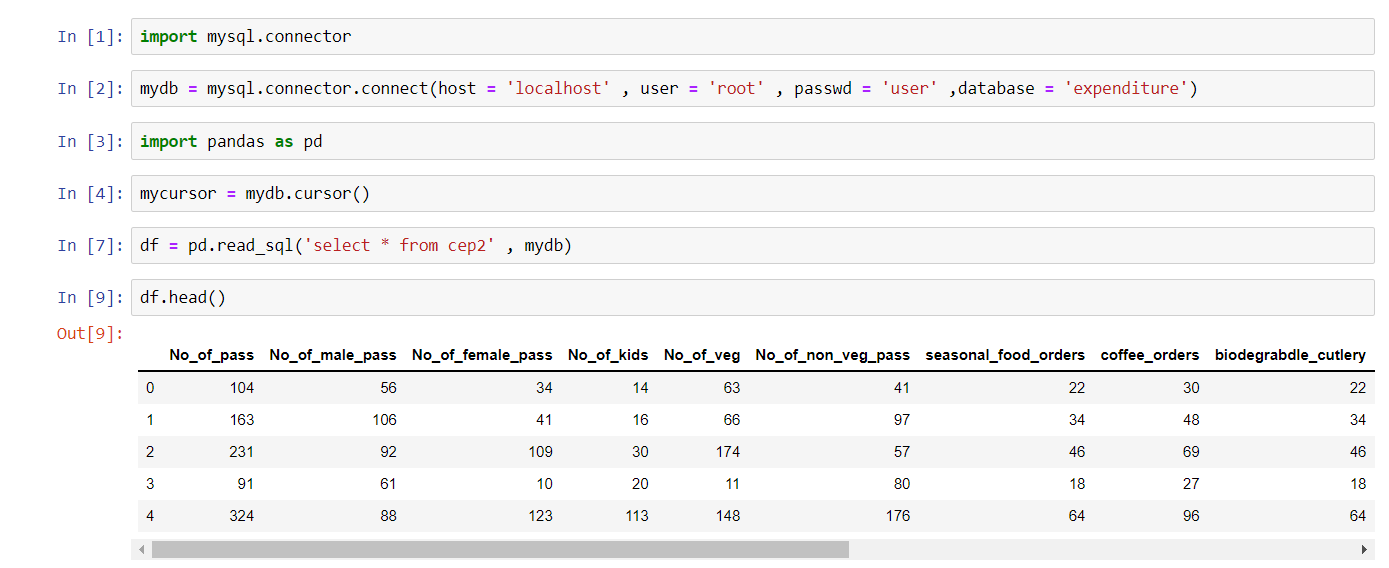 In [1]: import mysql.connector
In [2]: mydb = mysql.connector.connect(host = 'localhost' , user = 'root' , passwd = 'user' ,database = 'expenditure')
In [3]: import pandas as pd
In [4]: mycursor = mydb.cursor()
In [7]: df = pd.read_sql('select * from cep2' , mydb)
In [9]: df.head()
Out[9]:
No_of_pass No_of_male_pass No_of_female_pass No_of_kids No_of_veg No_of_non_veg_pass seasonal_food_orders coffee_orders biodegrabdle_cutlery
0 104 56 34 14 63 41 22 30 22
1 163 106 41 16 66 97 34 48 34
2 231 92 109 30 174 57 46 69 46
3 91 61 10 20 11 80 18 27 18
4 324 88 123 113 148 176 64 96 64